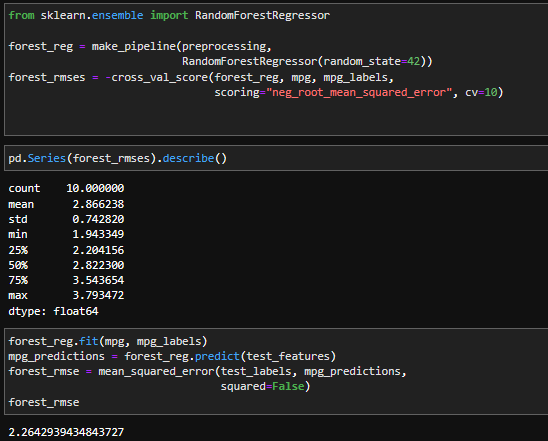 from sklearn.ensemble import RandomForestRegressor
forest_reg = make_pipeline(preprocessing,
                           RandomForestRegressor(random_state=42))
forest_rmses = -cross_val_score(forest_reg, mpg, mpg_labels,
                                scoring="neg_root_mean_squared_error", cv=10)
pd.Series(forest_rmses).describe()
count    10.000000
mean      2.866238
std       0.742820
min       1.943349
25%       2.204156
50%       2.822300
75%       3.543654
max       3.793472
dtype: float64
forest_reg.fit(mpg, mpg_labels)
mpg_predictions = forest_reg.predict(test_features)
forest_rmse = mean_squared_error(test_labels, mpg_predictions,
                                 squared=False)
forest_rmse
2.2642939434843727